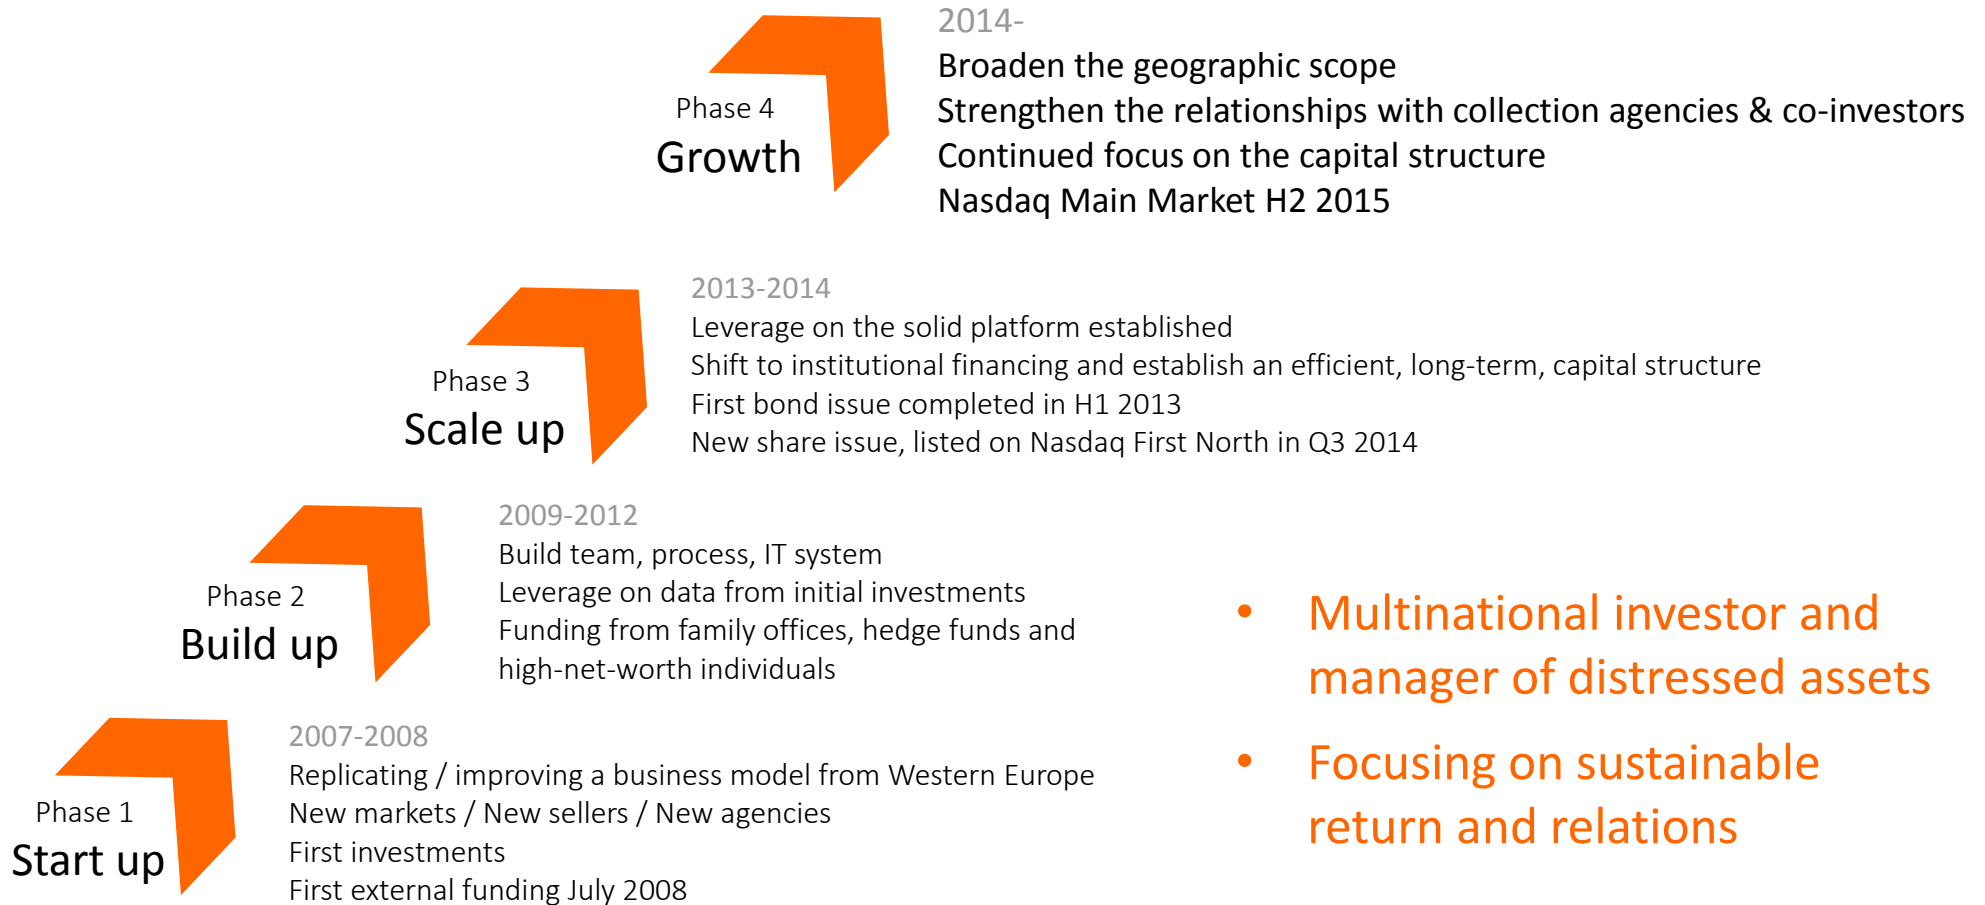 2014-
Broaden the geographic scope
Strengthen the relationships with collection agencies & co-investors
Continued focus on the capital structure
Nasdaq Main Market H2 2015
Phase 4
Growth
2013-2014
Leverage on the solid platform established
Shift to institutional financing and establish an efficient, long-term, capital structure
First bond issue completed in H1 2013
New share issue, listed on Nasdaq First North in Q3 2014
Phase 3
Scale up
2009-2012
Build team, process, IT system
Leverage on data from initial investments
Funding from family offices, hedge funds and
high-net-worth individuals
Phase 2
Build up
2007-2008
Replicating / improving a business model from Western Europe
New markets / New sellers / New agencies
First investments
First external funding July 2008
Phase 1
Start up
• Multinational investor and
manager of distressed assets
• Focusing on sustainable
return and relations